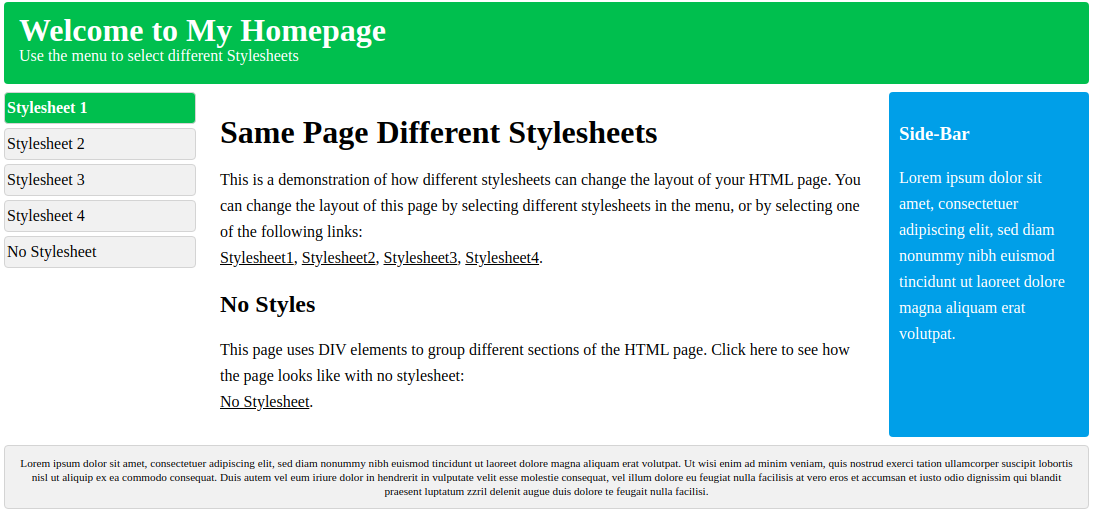 Welcome to My Homepage
Use the menu to select different Stylesheets
Stylesheet 1
Stylesheet 2
Stylesheet 3
Stylesheet 4
No Stylesheet
Same Page Different Stylesheets
This is a demonstration of how different stylesheets can change the layout of your HTML page. You
can change the layout of this page by selecting different stylesheets in the menu, or by selecting one
of the following links:
Stylesheet1, Stylesheet2, Stylesheet3, Stylesheet4.
No Styles
This page uses DIV elements to group different sections of the HTML page. Click here to see how
the page looks like with no stylesheet:
No Stylesheet.
Side-Bar
Lorem ipsum dolor sit
amet, consectetuer
adipiscing elit, sed diam
nonummy nibh euismod
tincidunt ut laoreet dolore
magna aliquam erat
volutpat.
Lorem ipsum dolor sit amet, consectetuer adipiscing elit, sed diam nonummy nibh euismod tincidunt ut laoreet dolore magna aliquam erat volutpat. Ut wisi enim ad minim veniam, quis nostrud exerci tation ullamcorper suscipit lobortis
nisl ut aliquip ex ea commodo consequat. Duis autem vel eum iriure dolor in hendrerit in vulputate velit esse molestie consequat, vel illum dolore eu feugiat nulla facilisis at vero eros et accumsan et iusto odio dignissim qui blandit
praesent luptatum zzril delenit augue duis dolore te feugait nulla facilisi.